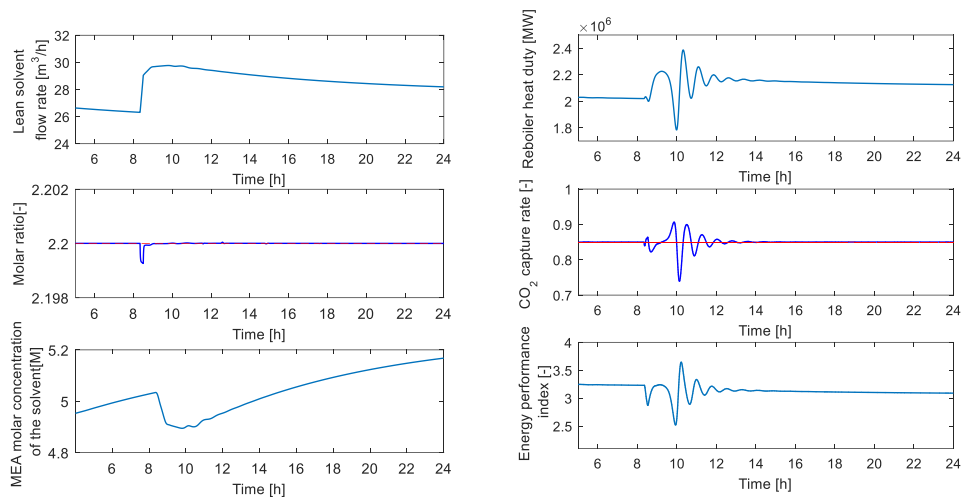 Lean solvent
flow rate [m³/h]
32
30
28
26
24
6 8 10 12 14 16 18 20 22 24
Time [h]
Molar ratio[-]
2.202
2.2
2.198
6 8 10 12 14 16 18 20 22 24
Time [h]
MEA molar concentration
of the solvent[M]
5.2
5
4.8
6 8 10 12 14 16 18 20 22 24
Time [h]
Reboiler heat duty [MW]
×10⁶
2.4
2.2
2
1.8
6 8 10 12 14 16 18 20 22 24
Time [h]
CO₂ capture rate [-]
1
0.9
0.8
0.7
6 8 10 12 14 16 18 20 22 24
Time [h]
Energy performance
index [-]
4
3.5
3
2.5
6 8 10 12 14 16 18 20 22 24
Time [h]